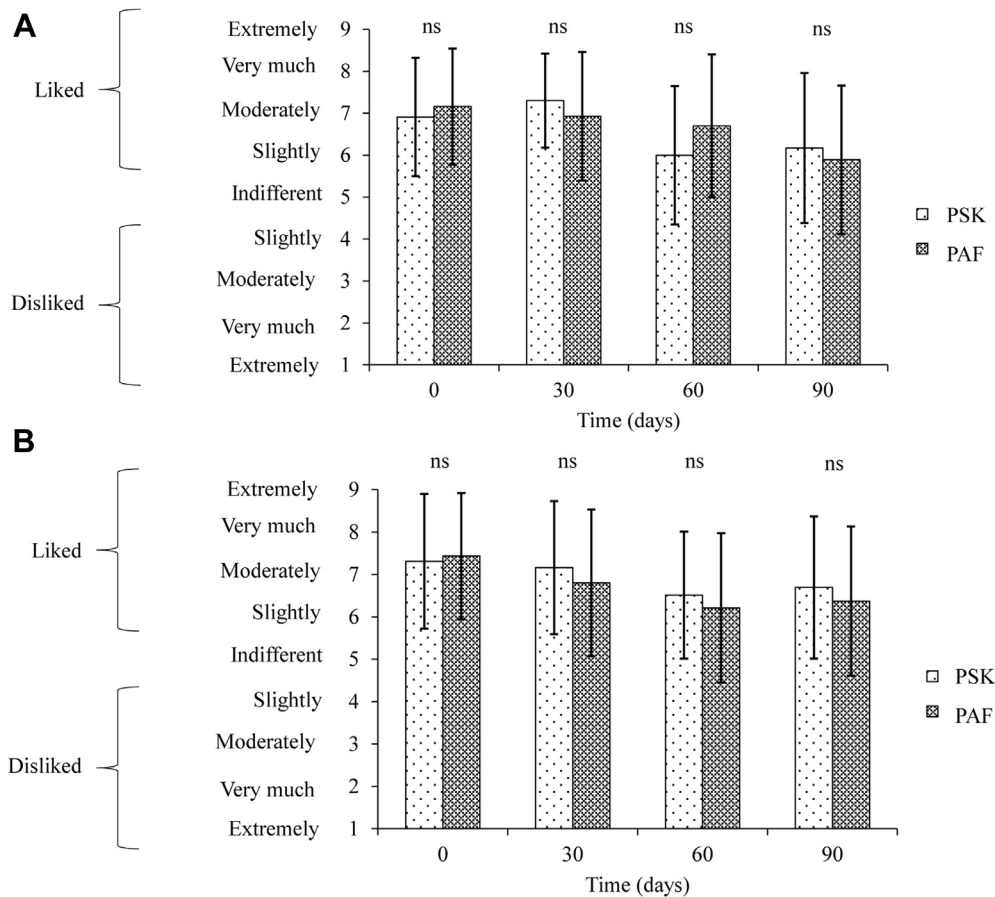 A
ns ns ns ns
Extremely 9
Very much 8
Liked
Moderately 7
Slightly 6
Indifferent 5
PSK
Slightly 4
PAF
Moderately 3
Disliked
Very much 2
Extremely 1
0 30 60 90
Time (days)
B
ns ns ns ns
Extremely 9
Very much 8
Liked
Moderately 7
Slightly 6
Indifferent 5
PSK
Slightly 4
PAF
Moderately 3
Disliked
Very much 2
Extremely 1
0 30 60 90
Time (days)